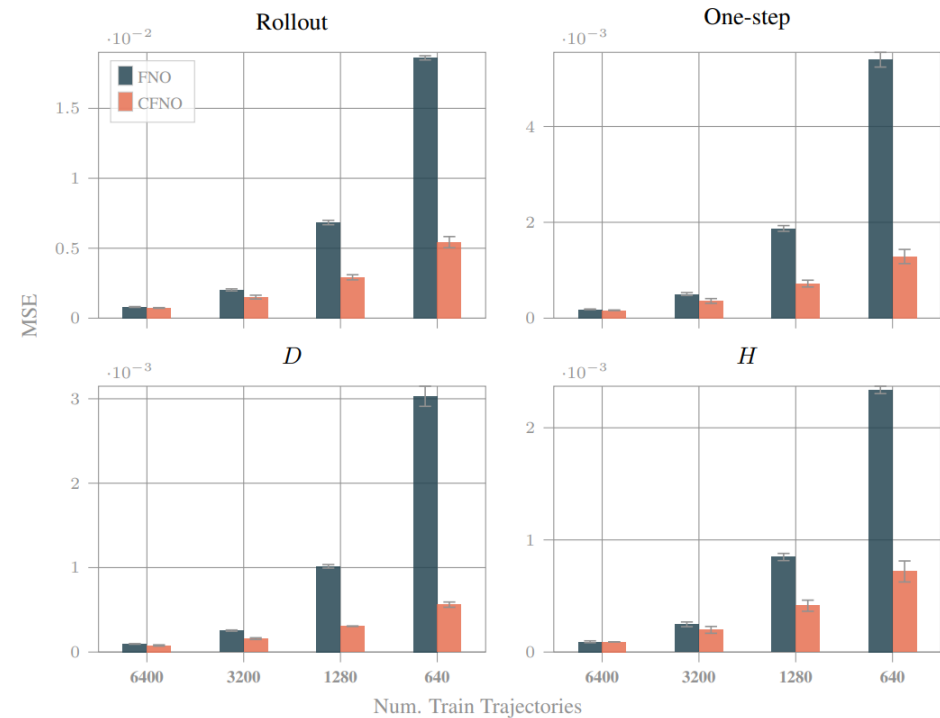 Rollout
·10⁻²
FNO
CFNO
1.5
1
0.5
0
One-step
·10⁻³
4
2
0
MSE
D
·10⁻³
3
2
1
0
6400 3200 1280 640
H
·10⁻³
2
1
0
6400 3200 1280 640
Num. Train Trajectories